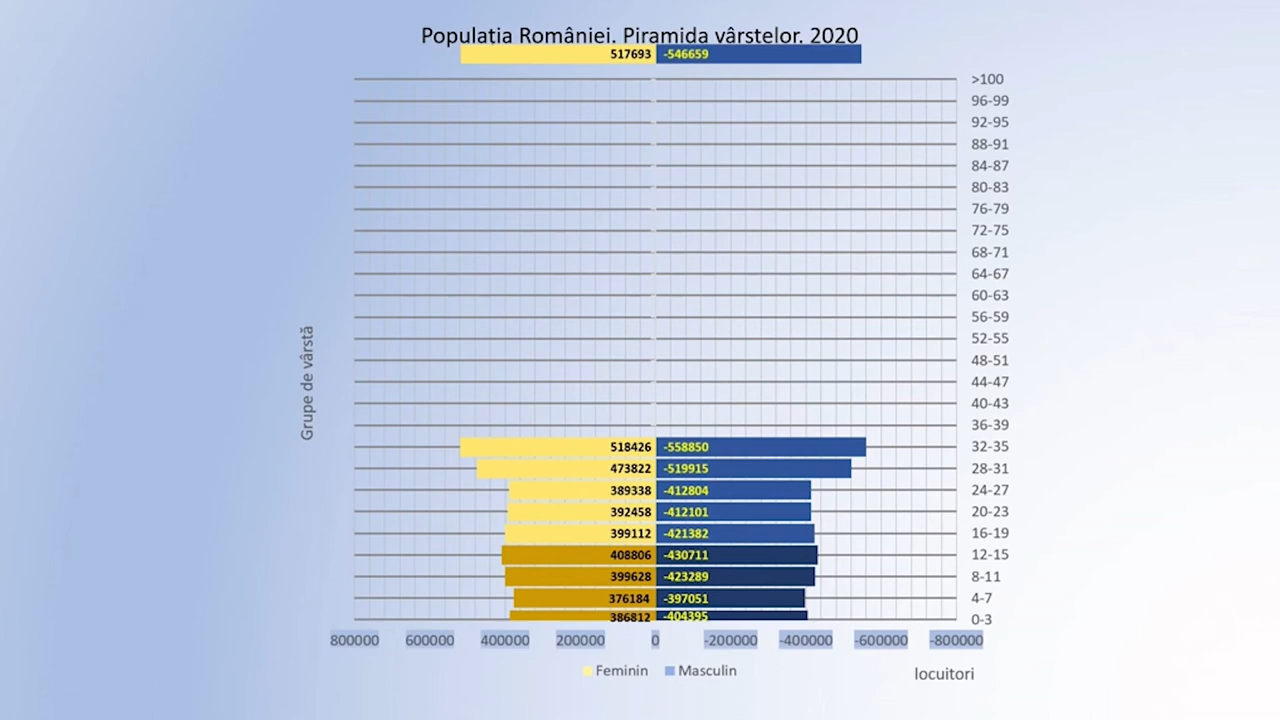 Populația României. Piramida vârstelor. 2020
517693 -546659
>100
96-99
92-95
88-91
84-87
80-83
76-79
72-75
68-71
64-67
60-63
56-59
52-55
48-51
44-47
40-43
36-39
518426 -558850 32-35
473822 -519915 28-31
389338 -412804 24-27
392458 -412101 20-23
399112 -421382 16-19
408806 -430711 12-15
399628 -423289 8-11
376184 -397051 4-7
386812 -404395 0-3
Grupe de vârstă
800000 600000 400000 200000 0 -200000 -400000 -600000 -800000
Feminin Masculin
locuitori